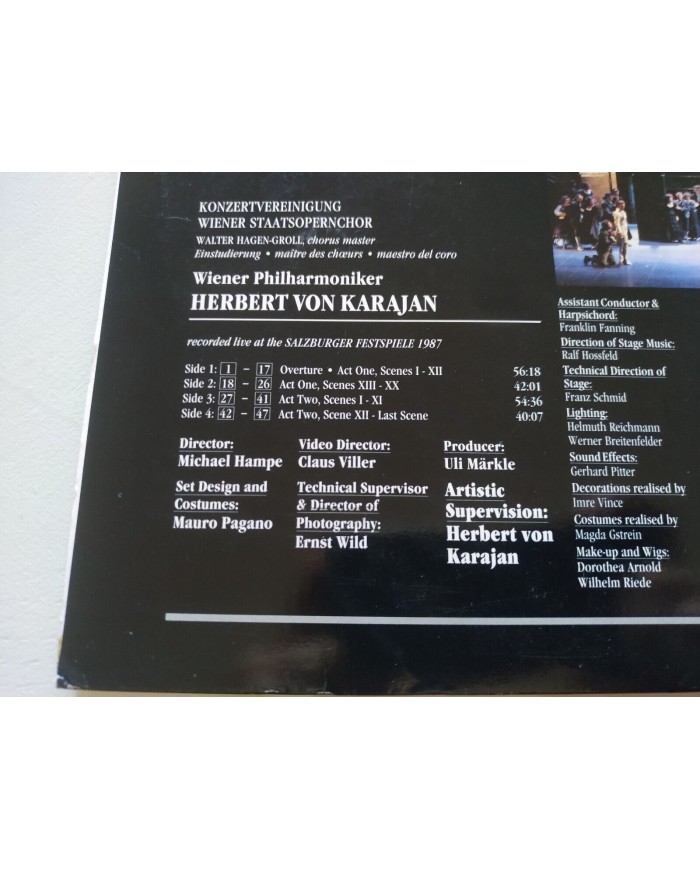 KONZERTVEREINIGUNG
WIENER STAATSOPERNCHOR
WALTER HAGEN-GROLL, chorus master
Einstudierung • maître des chœurs • maestro del coro
Wiener Philharmoniker
HERBERT VON KARAJAN
recorded live at the SALZBURGER FESTSPIELE 1987
Side 1: 1 – 17 Overture • Act One, Scenes I - XII 56:18
Side 2: 18 – 26 Act One, Scenes XIII - XX 42:01
Side 3: 27 – 41 Act Two, Scenes I - XI 54:36
Side 4: 42 – 47 Act Two, Scene XII - Last Scene 40:07
Director:
Michael Hampe
Set Design and
Costumes:
Mauro Pagano
Video Director:
Claus Viller
Technical Supervisor
& Director of
Photography:
Ernst Wild
Producer:
Uli Märkle
Artistic
Supervision:
Herbert von
Karajan
Assistant Conductor &
Harpsichord:
Franklin Fanning
Direction of Stage Music:
Ralf Hossfeld
Technical Direction of
Stage:
Franz Schmid
Lighting:
Helmuth Reichmann
Werner Breitenfelder
Sound Effects:
Gerhard Pitter
Decorations realised by
Imre Vince
Costumes realised by
Magda Gstrein
Make-up and Wigs:
Dorothea Arnold
Wilhelm Riede